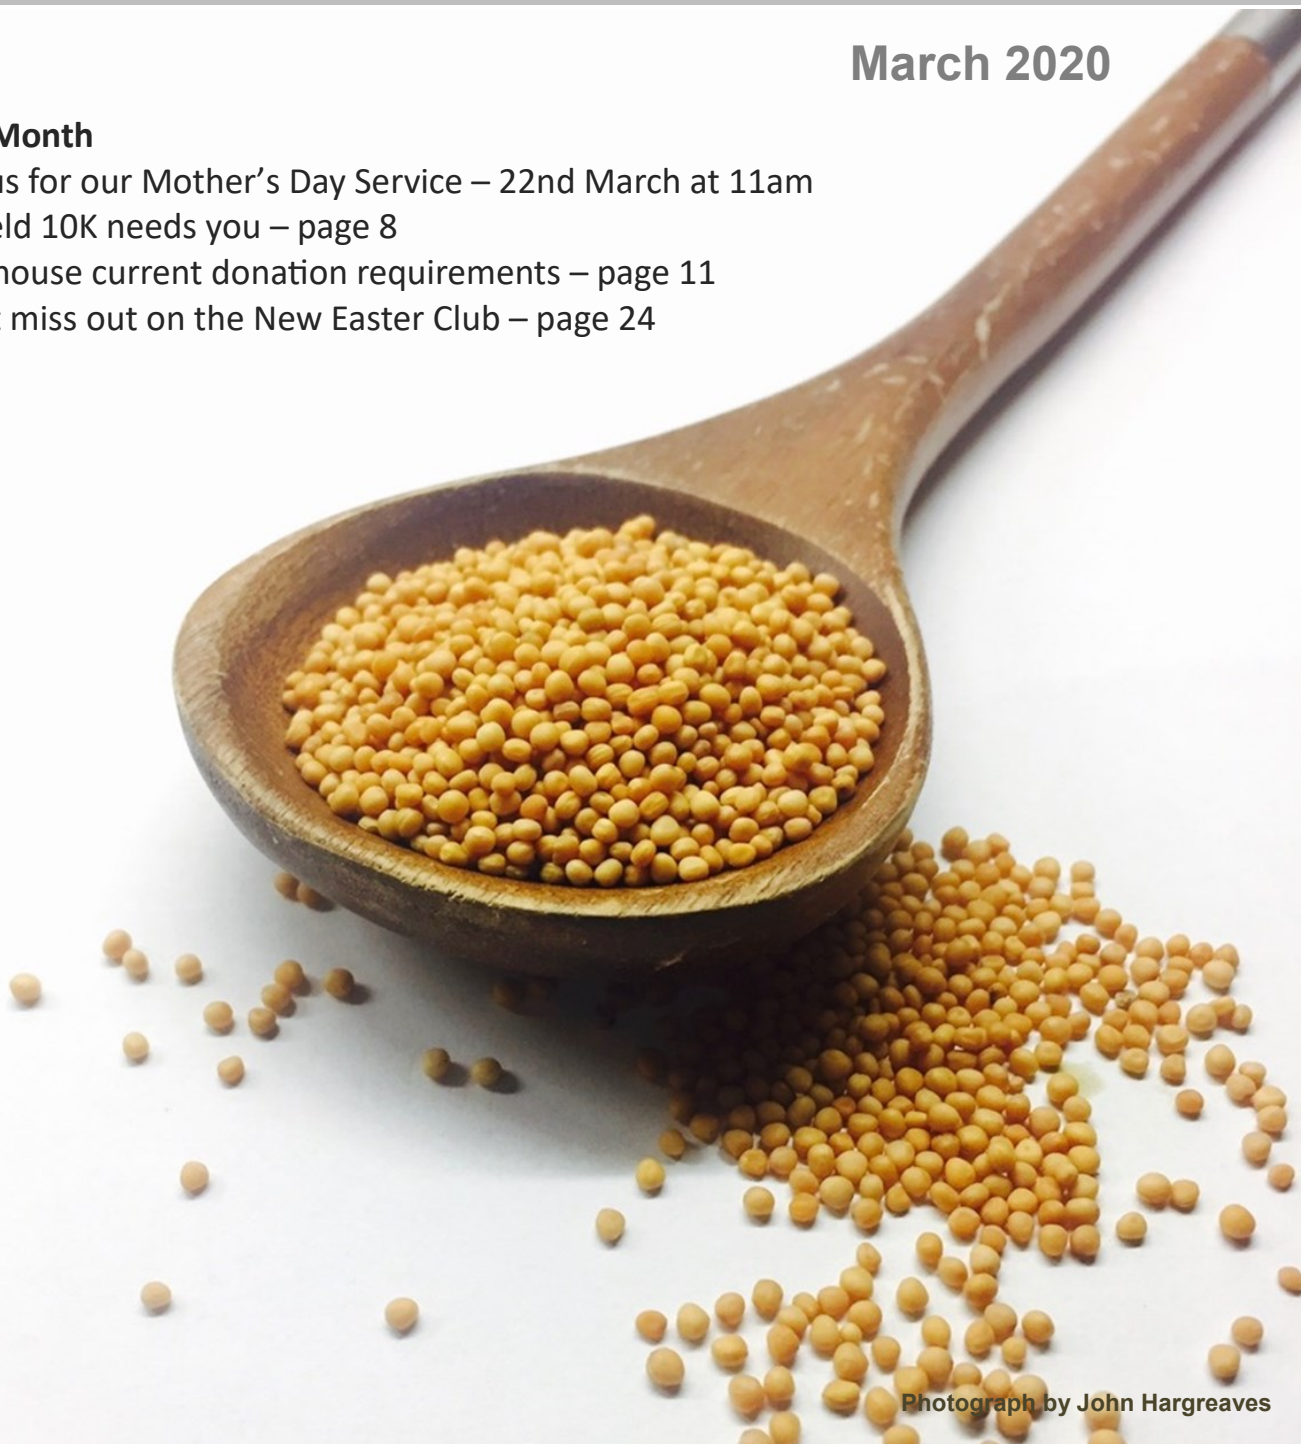 March 2020
Month
us for our Mother's Day Service – 22nd March at 11am
eld 10K needs you – page 8
house current donation requirements – page 11
miss out on the New Easter Club – page 24
Photograph by John Hargreaves